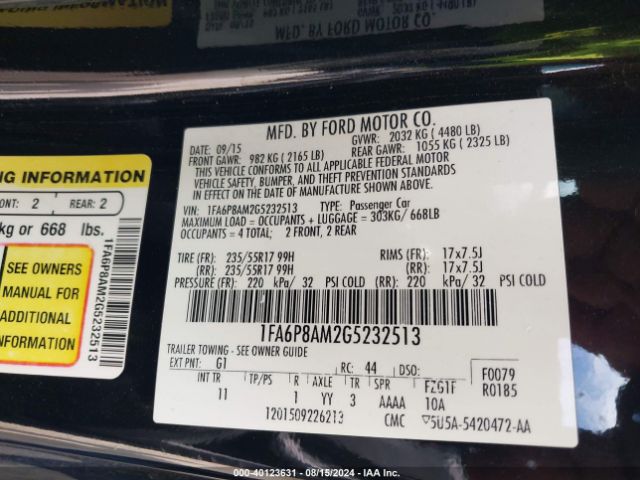 MFD. BY FORD MOTOR CO.
DATE: 09/15 GVWR: 2032 KG ( 4480 LB)
FRONT GAWR: 982 KG ( 2165 LB) REAR GAWR: 1055 KG ( 2325 LB)
THIS VEHICLE CONFORMS TO ALL APPLICABLE FEDERAL MOTOR
VEHICLE SAFETY, BUMPER, AND THEFT PREVENTION STANDARDS
IN EFFECT ON THE DATE OF MANUFACTURE SHOWN ABOVE.
VIN: 1FA6P8AM2G5232513 TYPE: Passenger Car
MAXIMUM LOAD = OCCUPANTS + LUGGAGE = 303KG/ 668LB
OCCUPANTS = 4 TOTAL; 2 FRONT, 2 REAR
TIRE (FR): 235/55R17 99H RIMS (FR): 17x7.5J
(RR): 235/55R17 99H (RR): 17x7.5J
PRESSURE (FR): 220 kPa/ 32 PSI COLD (RR): 220 kPa/ 32 PSI COLD
1FA6P8AM2G5232513
TRAILER TOWING - SEE OWNER GUIDE
EXT PNT: G1 RC: 44 DSO: F0079
R0185
INT TR TP/PS R AXLE TR SPR FZG1F
11 1 YY 3 AAAA 10A
1201509226213 CMC ▽5U5A-5420472-AA
NG INFORMATION
ONT: 2 REAR: 2
kg or 668 lbs.
SEE OWNERS
MANUAL FOR
ADDITIONAL
INFORMATION
1FA6P8AM2G5232513
MFD. BY FORD MOTOR CO.
000-40123631 - 08/15/2024 - IAA Inc.